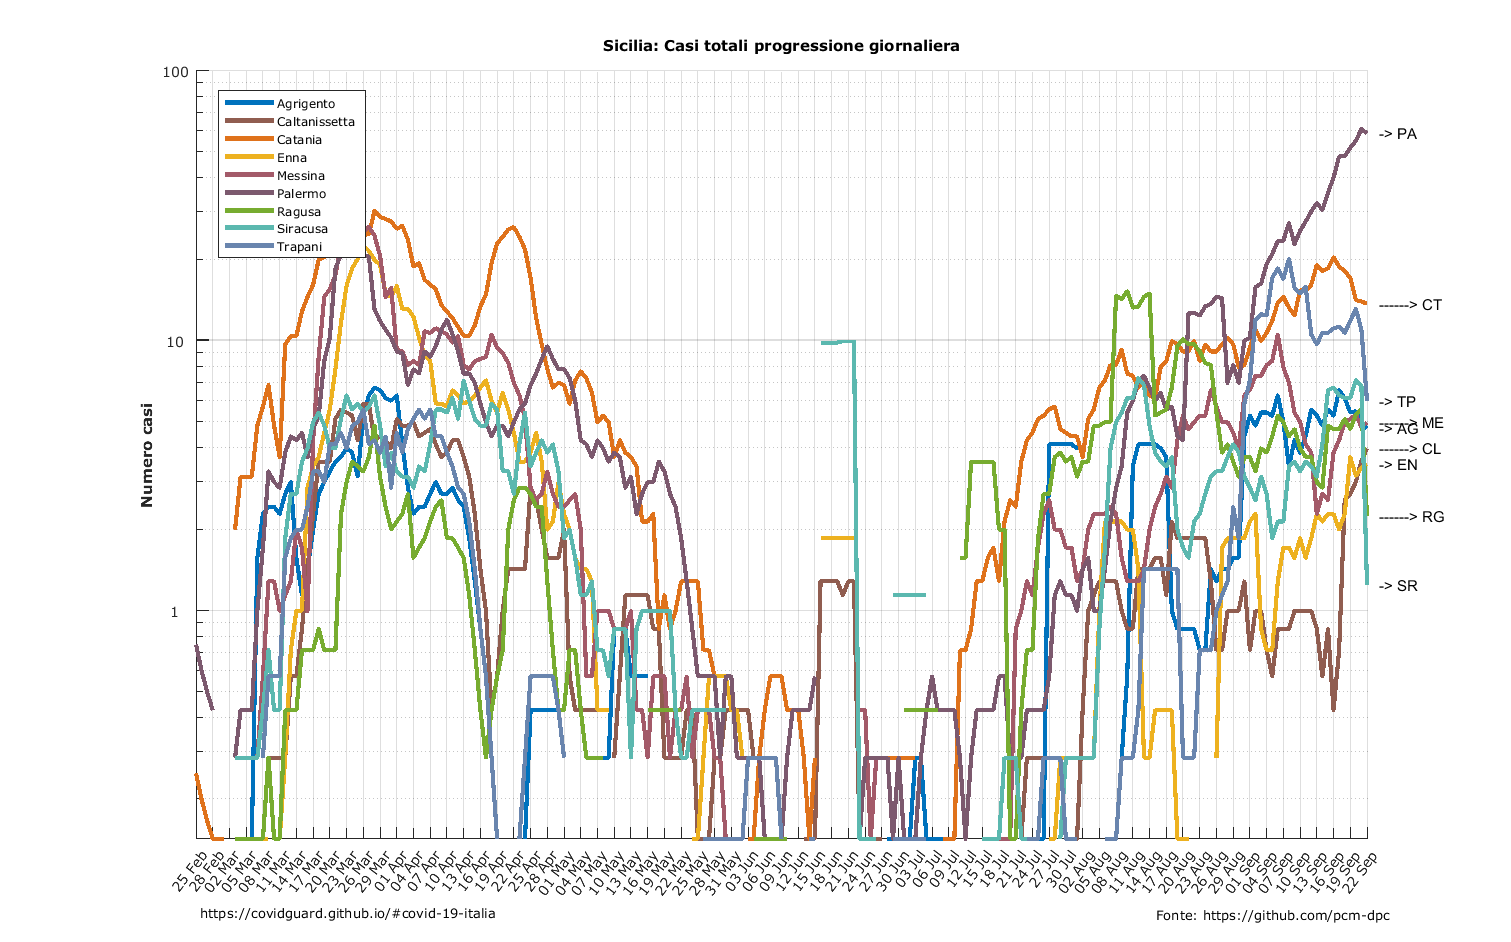 Sicilia: Casi totali progressione giornaliera
100
10
1
Numero casi
Agrigento
Caltanissetta
Catania
Enna
Messina
Palermo
Ragusa
Siracusa
Trapani
-> PA
------> CT
-> TP
------> ME
-> AG
------> CL
-> EN
------> RG
-> SR
25 Feb
28 Feb
02 Mar
05 Mar
08 Mar
11 Mar
14 Mar
17 Mar
20 Mar
23 Mar
26 Mar
29 Mar
01 Apr
04 Apr
07 Apr
10 Apr
13 Apr
16 Apr
19 Apr
22 Apr
25 Apr
28 Apr
01 May
04 May
07 May
10 May
13 May
16 May
19 May
22 May
25 May
28 May
31 May
03 Jun
06 Jun
09 Jun
12 Jun
15 Jun
18 Jun
21 Jun
24 Jun
27 Jun
30 Jun
03 Jul
06 Jul
09 Jul
12 Jul
15 Jul
18 Jul
21 Jul
24 Jul
27 Jul
30 Jul
02 Aug
05 Aug
08 Aug
11 Aug
14 Aug
17 Aug
20 Aug
23 Aug
26 Aug
29 Aug
01 Sep
04 Sep
07 Sep
10 Sep
13 Sep
16 Sep
19 Sep
22 Sep
https://covidguard.github.io/#covid-19-italia
Fonte: https://github.com/pcm-dpc